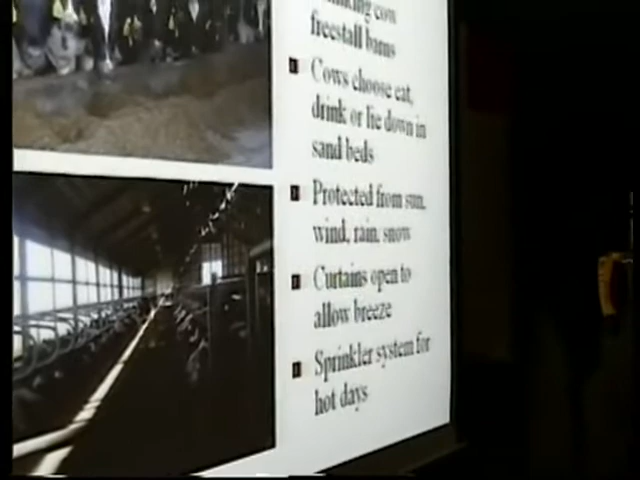 freestall barns
Cows choose eat,
drink or lie down in
sand beds
Protected from sun,
wind, rain, snow
Curtains open to
allow breeze
Sprinkler system for
hot days